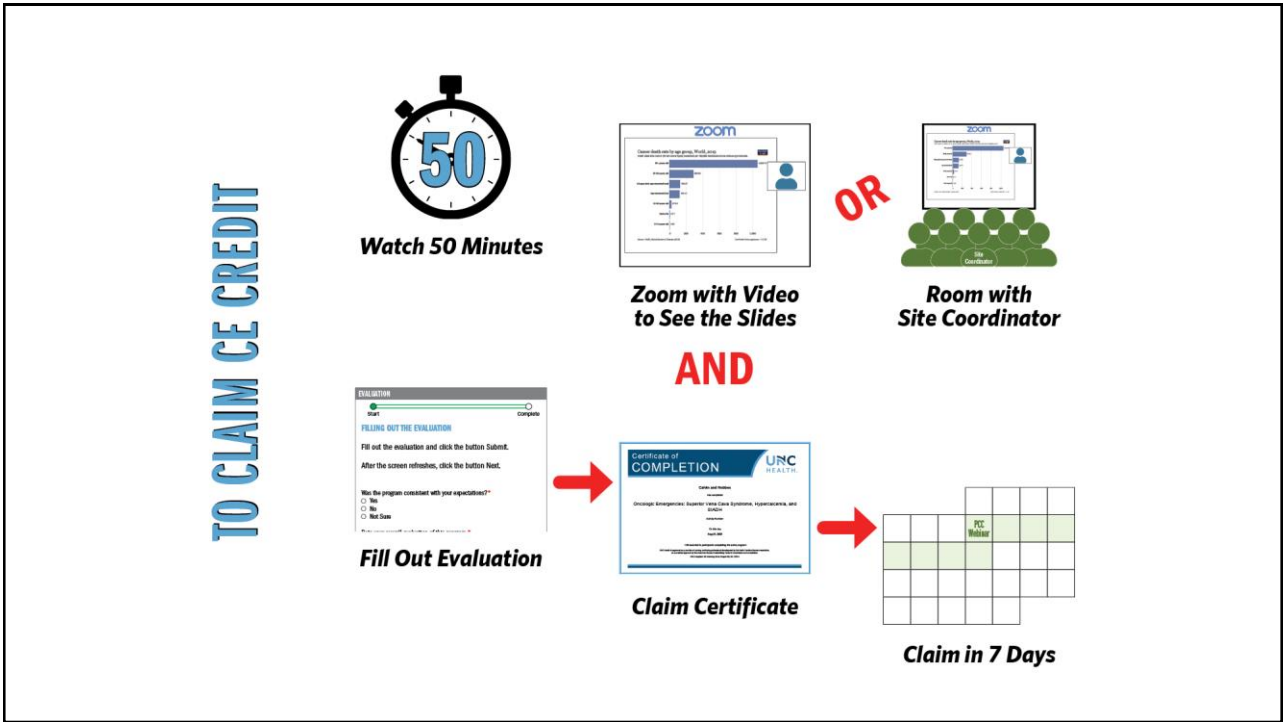 TO CLAIM CE CREDIT
50
Watch 50 Minutes
zoom
Zoom with Video
to See the Slides
OR
zoom
Site
Coordinator
Room with
Site Coordinator
AND
EVALUATION
Start
Complete
FILLING OUT THE EVALUATION
Fill out the evaluation and click the button Submit.
After the screen refreshes, click the button Next.
Was the program consistent with your expectations?*
Yes
No
Not Sure
Fill Out Evaluation
Certificate of
COMPLETION
UNC
HEALTH
Calvin and Hobbes
Oncologic Emergencies: Superior Vena Cava Syndrome, Hypercalcemia, and
SIADH
Claim Certificate
PCC
Webinar
Claim in 7 Days